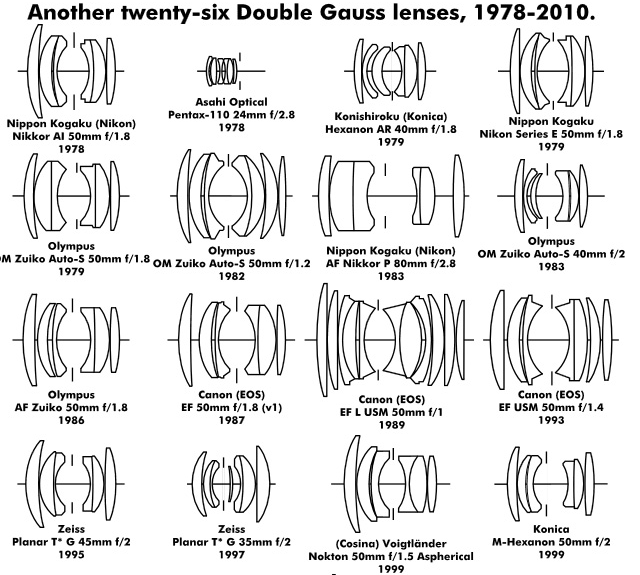 Another twenty-six Double Gauss lenses, 1978-2010.
Nippon Kogaku (Nikon)
Nikkor AI 50mm f/1.8
1978
Asahi Optical
Pentax-110 24mm f/2.8
1978
Konishiroku (Konica)
Hexanon AR 40mm f/1.8
1979
Nippon Kogaku
Nikon Series E 50mm f/1.8
1979
Olympus
OM Zuiko Auto-S 50mm f/1.8
1979
Olympus
OM Zuiko Auto-S 50mm f/1.2
1982
Nippon Kogaku (Nikon)
AF Nikkor P 80mm f/2.8
1983
Olympus
OM Zuiko Auto-S 40mm f/2
1983
Olympus
AF Zuiko 50mm f/1.8
1986
Canon (EOS)
EF 50mm f/1.8 (v1)
1987
Canon (EOS)
EF L USM 50mm f/1
1989
Canon (EOS)
EF USM 50mm f/1.4
1993
Zeiss
Planar T* G 45mm f/2
1995
Zeiss
Planar T* G 35mm f/2
1997
(Cosina) Voigtländer
Nokton 50mm f/1.5 Aspherical
1999
Konica
M-Hexanon 50mm f/2
1999